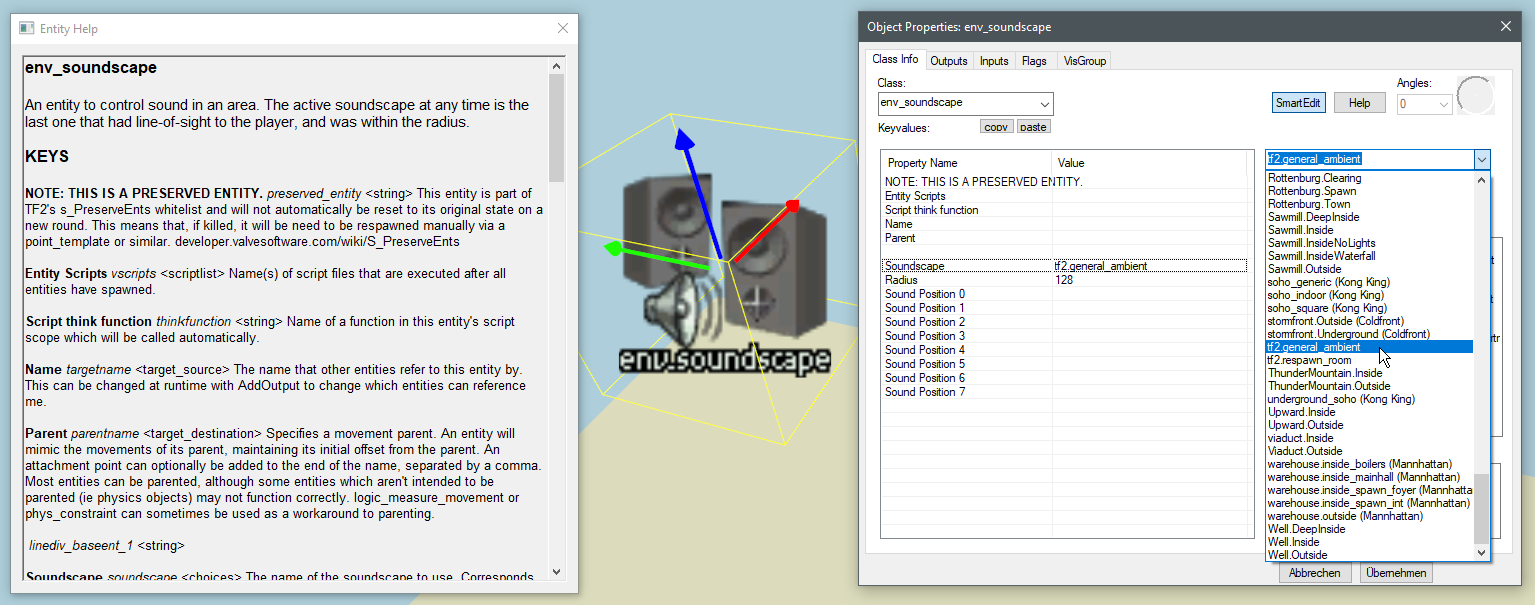 Entity Help
env_soundscape
An entity to control sound in an area. The active soundscape at any time is the
last one that had line-of-sight to the player, and was within the radius.
KEYS
NOTE: THIS IS A PRESERVED ENTITY. preserved_entity <string> This entity is part of
TF2's s_PreserveEnts whitelist and will not automatically be reset to its original state on a
new round. This means that, if killed, it will be need to be respawned manually via a
point_template or similar. developer.valvesoftware.com/wiki/S_PreserveEnts
Entity Scripts vscripts <scriptlist> Name(s) of script files that are executed after all
entities have spawned.
Script think function thinkfunction <string> Name of a function in this entity's script
scope which will be called automatically.
Name targetname <target_source> The name that other entities refer to this entity by.
This can be changed at runtime with AddOutput to change which entities can reference
me.
Parent parentname <target_destination> Specifies a movement parent. An entity will
mimic the movements of its parent, maintaining its initial offset from the parent. An
attachment point can optionally be added to the end of the name, separated by a comma.
Most entities can be parented, although some entities which aren't intended to be
parented (ie physics objects) may not function correctly. logic_measure_movement or
phys_constraint can sometimes be used as a workaround to parenting.
linediv_baseent_1 <string>
Soundscape soundscape <choices> The name of the soundscape to use. Corresponds
env_soundscape
Object Properties: env_soundscape
Class Info Outputs Inputs Flags VisGroup
Class:
env_soundscape
SmartEdit
Help
Angles:
0
Keyvalues:
copy
paste
Property Name Value
NOTE: THIS IS A PRESERVED ENTITY.
Entity Scripts
Script think function
Name
Parent
Soundscape tf2.general_ambient
Radius 128
Sound Position 0
Sound Position 1
Sound Position 2
Sound Position 3
Sound Position 4
Sound Position 5
Sound Position 6
Sound Position 7
tf2.general_ambient
Rottenburg.Clearing
Rottenburg.Spawn
Rottenburg.Town
Sawmill.DeepInside
Sawmill.Inside
Sawmill.InsideNoLights
Sawmill.InsideWaterfall
Sawmill.Outside
soho_generic (Kong King)
soho_indoor (Kong King)
soho_square (Kong King)
stormfront.Outside (Coldfront)
stormfront.Underground (Coldfront)
tf2.general_ambient
tf2.respawn_room
ThunderMountain.Inside
ThunderMountain.Outside
underground_soho (Kong King)
Upward.Inside
Upward.Outside
viaduct.Inside
Viaduct.Outside
warehouse.inside_boilers (Mannhattan)
warehouse.inside_mainhall (Mannhattan)
warehouse.inside_spawn_foyer (Mannhatta
warehouse.inside_spawn_int (Mannhattan)
warehouse.outside (Mannhattan)
Well.DeepInside
Well.Inside
Well.Outside
Abbrechen
Übernehmen